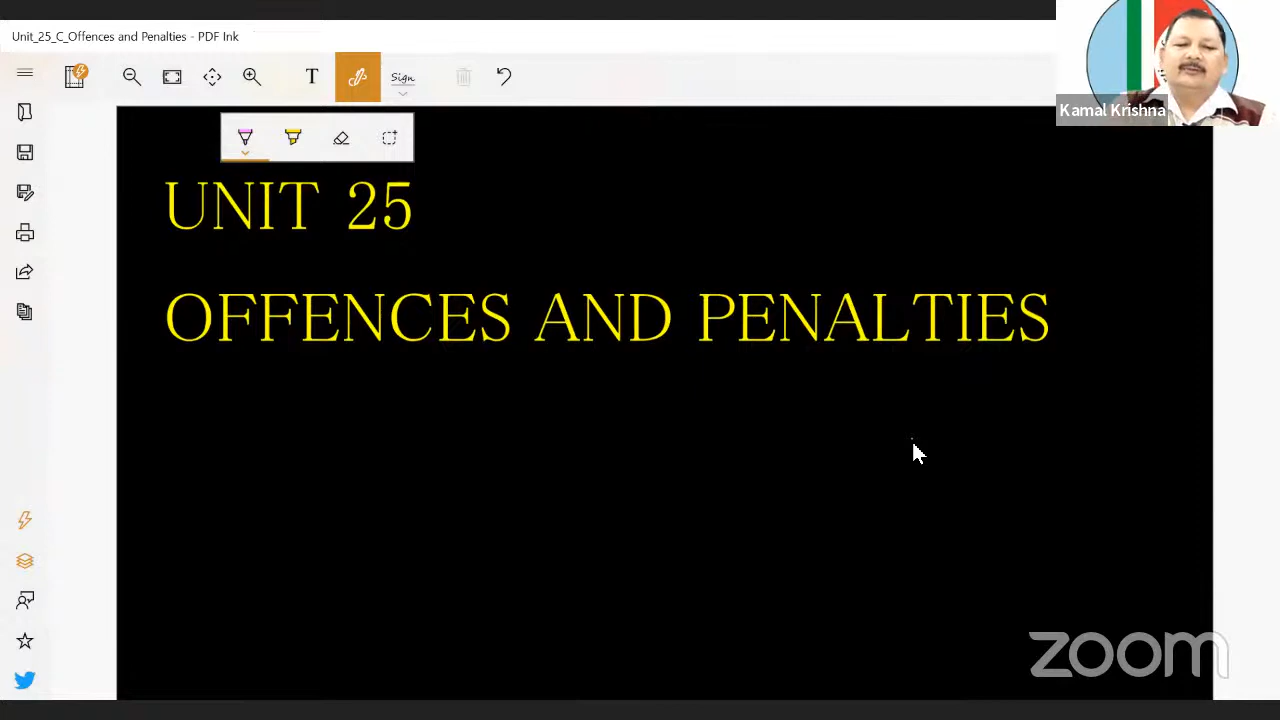 Unit_25_C_Offences and Penalties - PDF Ink
T
Sign
Kamal Krishna
UNIT 25
OFFENCES AND PENALTIES
zoom